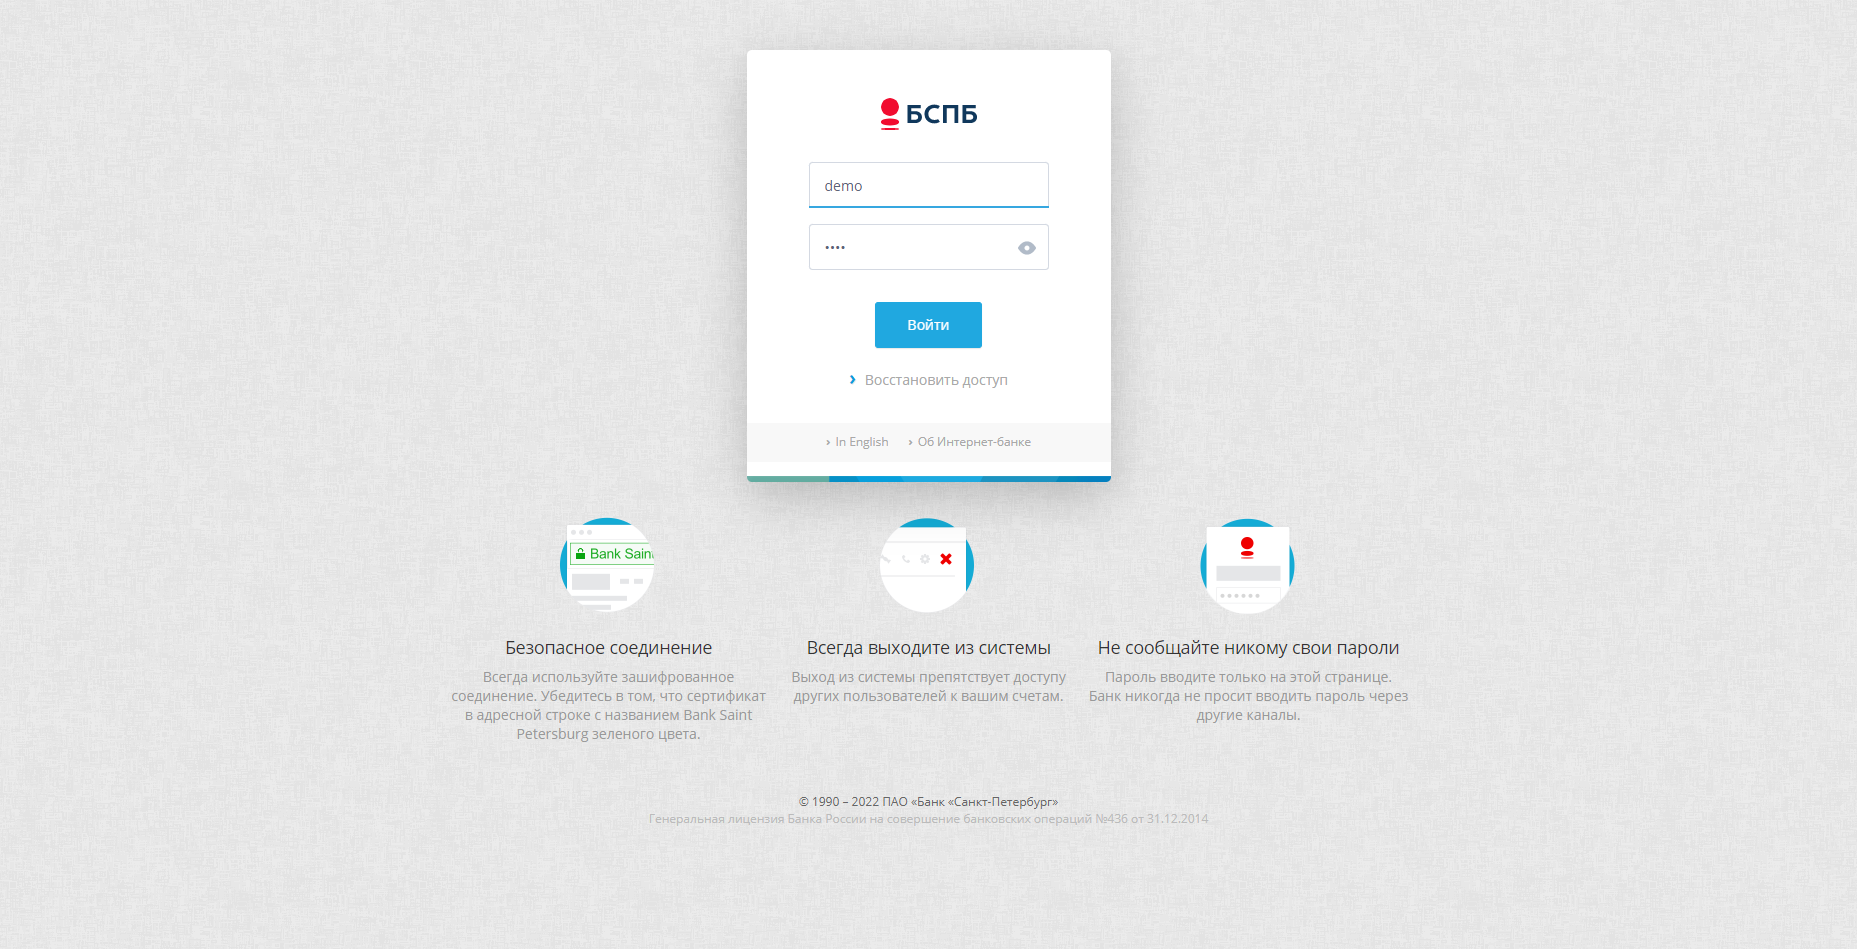 БСПБ
demo
••••
Войти
Восстановить доступ
In English
Об Интернет-банке
Bank Sain
Безопасное соединение
Всегда используйте зашифрованное
соединение. Убедитесь в том, что сертификат
в адресной строке с названием Bank Saint
Petersburg зеленого цвета.
Всегда выходите из системы
Выход из системы препятствует доступу
других пользователей к вашим счетам.
Не сообщайте никому свои пароли
Пароль вводите только на этой странице.
Банк никогда не просит вводить пароль через
другие каналы.
© 1990 – 2022 ПАО «Банк «Санкт-Петербург»
Генеральная лицензия Банка России на совершение банковских операций №436 от 31.12.2014